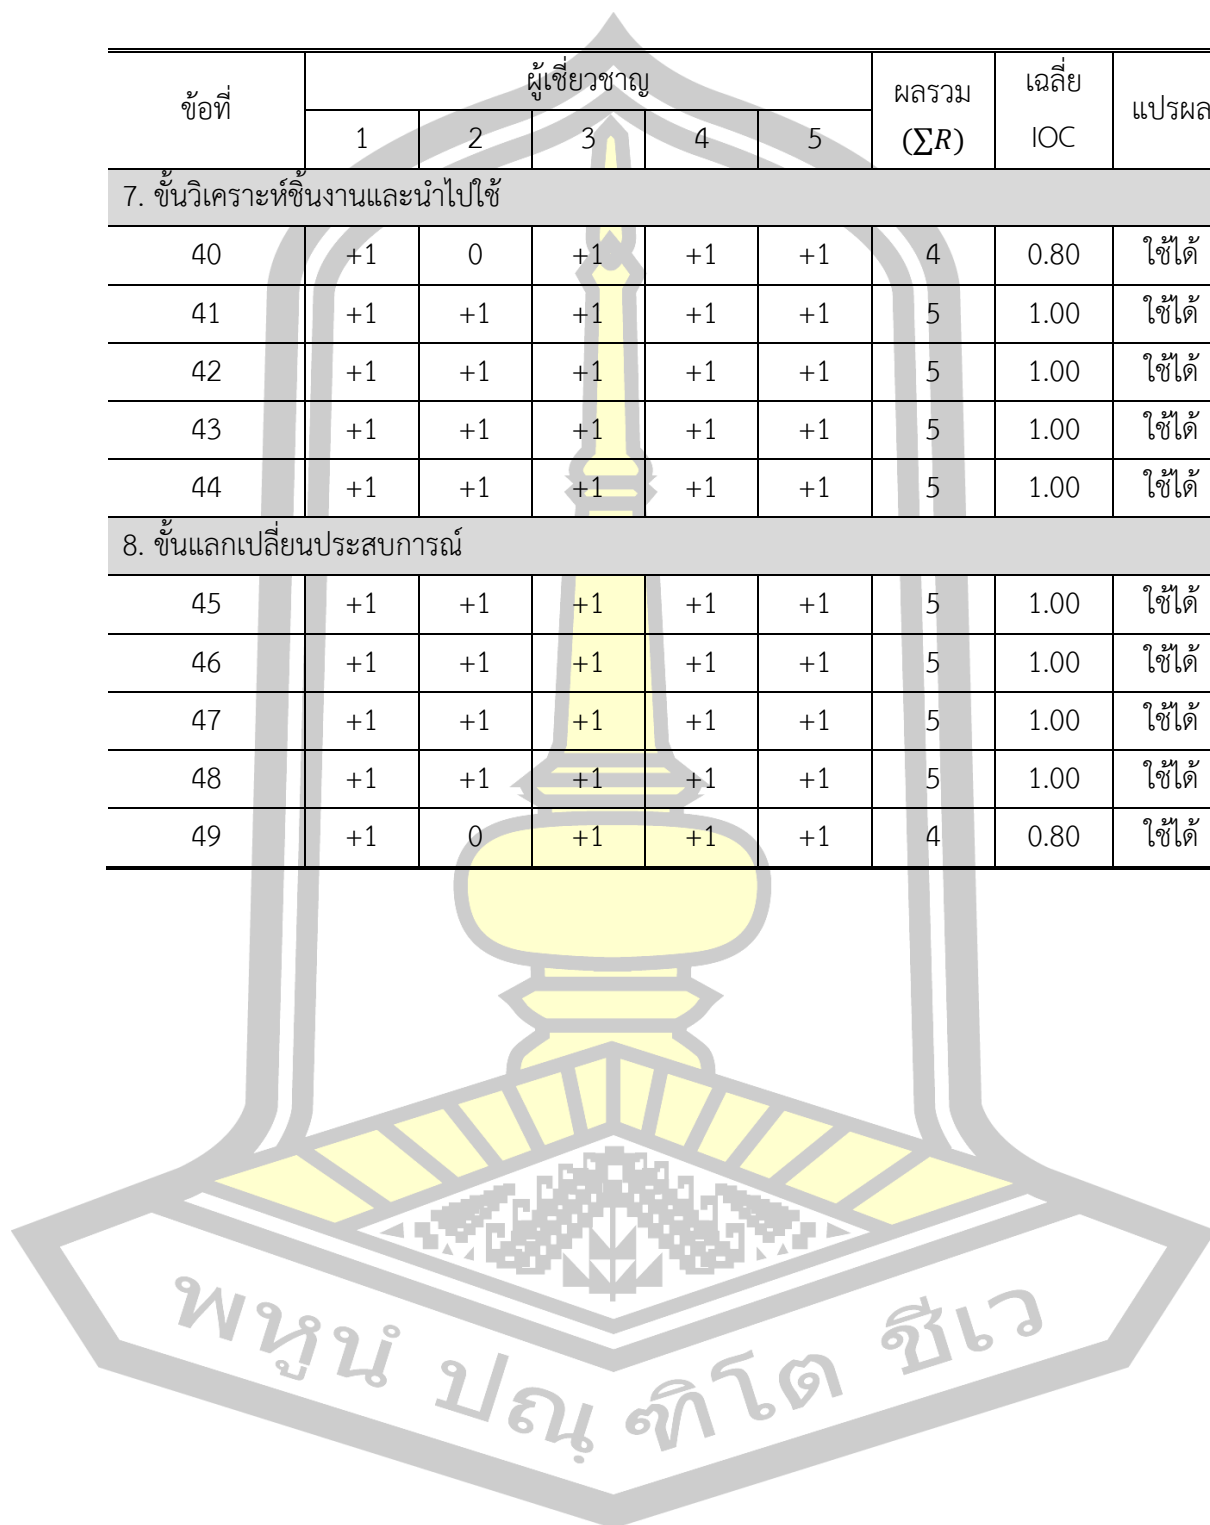 ข้อที่ ผู้เชี่ยวชาญ ผลรวม (∑R) เฉลี่ย IOC แปรผล
1 2 3 4 5
7. ขั้นวิเคราะห์ชิ้นงานและนำไปใช้
40 +1 0 +1 +1 +1 4 0.80 ใช้ได้
41 +1 +1 +1 +1 +1 5 1.00 ใช้ได้
42 +1 +1 +1 +1 +1 5 1.00 ใช้ได้
43 +1 +1 +1 +1 +1 5 1.00 ใช้ได้
44 +1 +1 +1 +1 +1 5 1.00 ใช้ได้
8. ขั้นแลกเปลี่ยนประสบการณ์
45 +1 +1 +1 +1 +1 5 1.00 ใช้ได้
46 +1 +1 +1 +1 +1 5 1.00 ใช้ได้
47 +1 +1 +1 +1 +1 5 1.00 ใช้ได้
48 +1 +1 +1 +1 +1 5 1.00 ใช้ได้
49 +1 0 +1 +1 +1 4 0.80 ใช้ได้
พหูนํ ปณฺฑิโต ชีเว